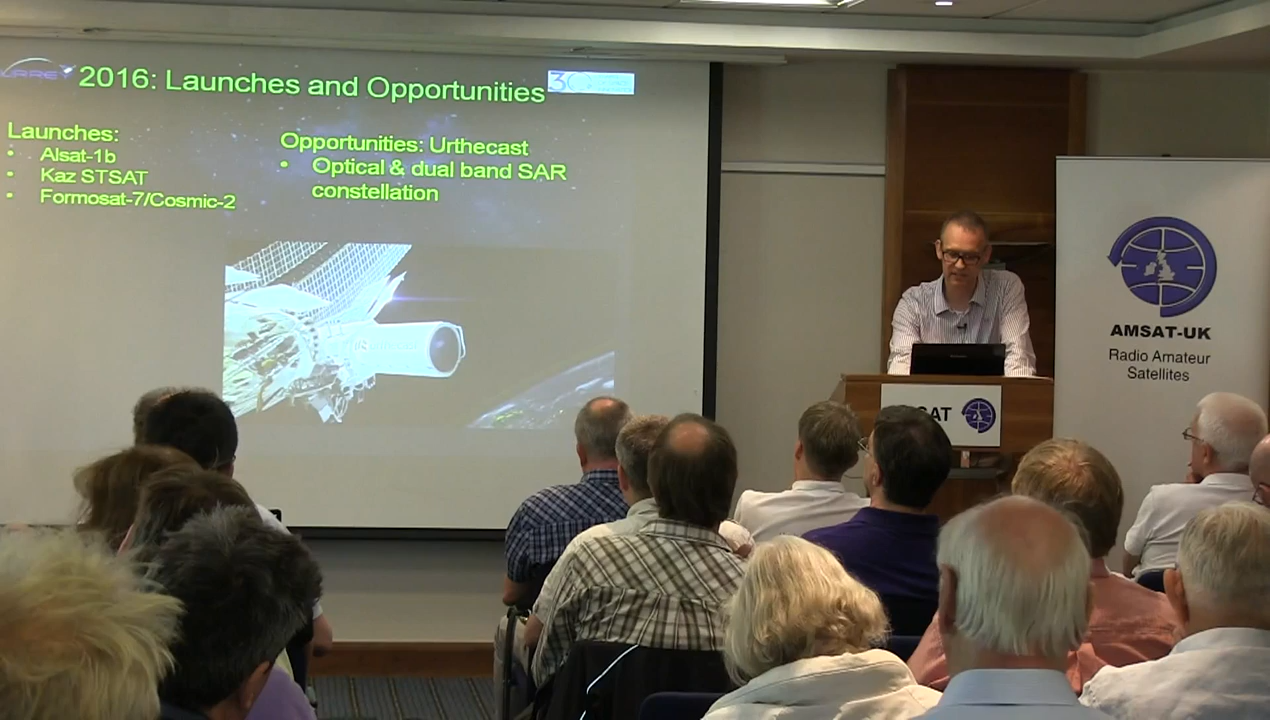 2016: Launches and Opportunities
Launches:
• Alsat-1b
• Kaz STSAT
• Formosat-7/Cosmic-2
Opportunities: Urthecast
• Optical & dual band SAR
constellation
AMSAT-UK
Radio Amateur
Satellites